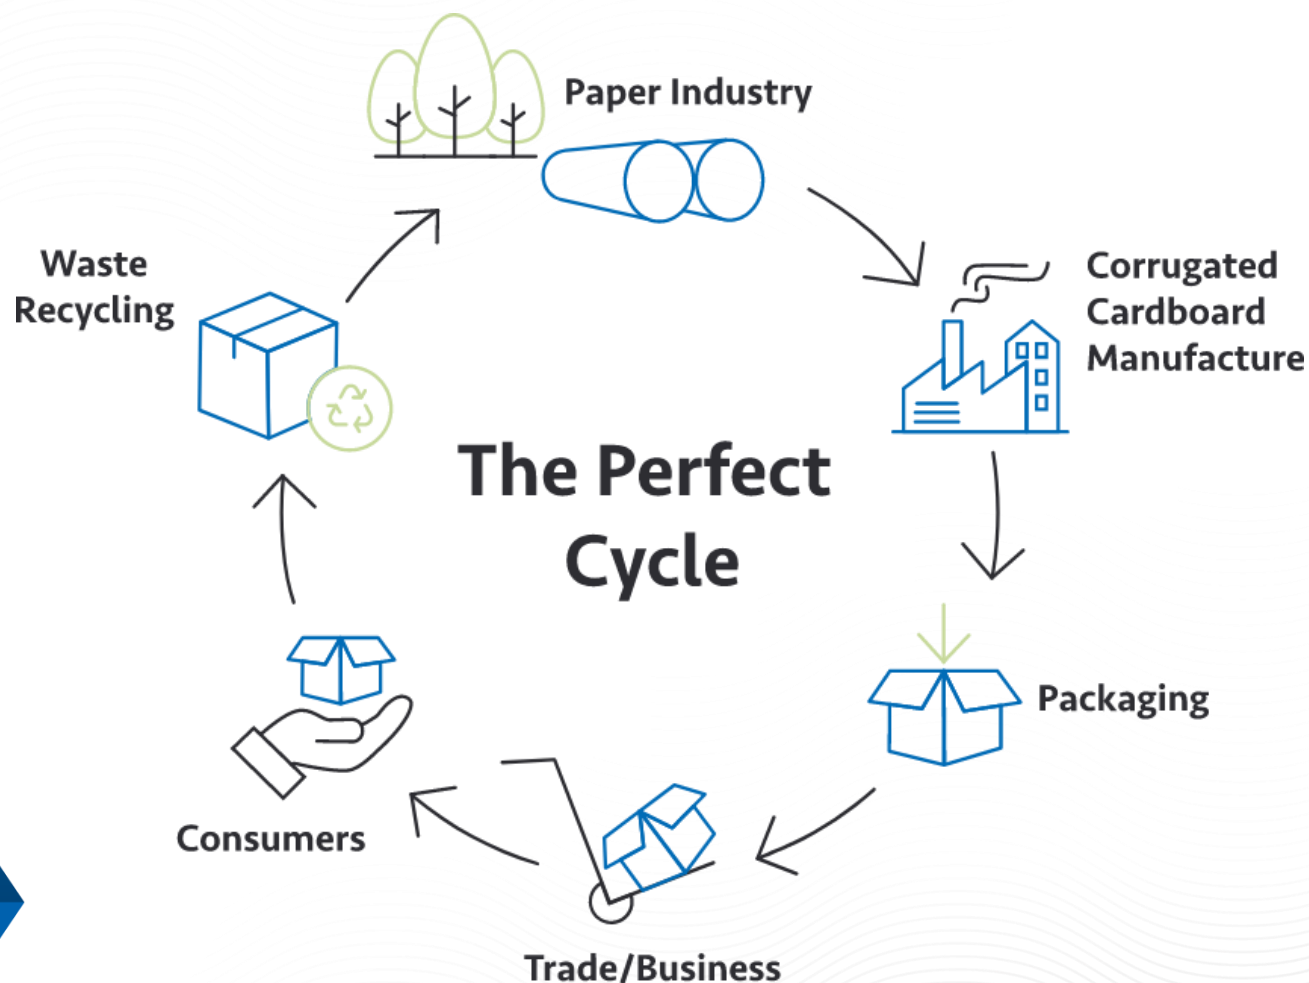 Paper Industry
Corrugated
Cardboard
Manufacture
Waste
Recycling
The Perfect
Cycle
Packaging
Consumers
Trade/Business